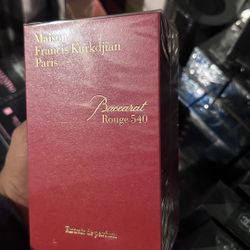 Maison
Francis Kurkdjian
Paris
Baccarat
Rouge 540
Extrait de parfum